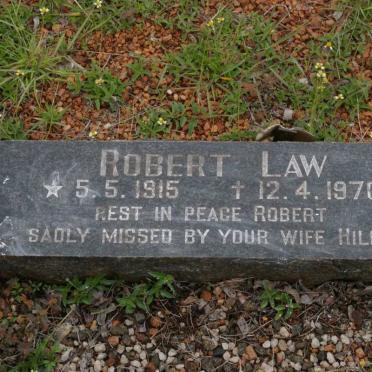 ROBERT LAW
★ 5.5.1915 † 12.4.1970
REST IN PEACE ROBERT
SADLY MISSED BY YOUR WIFE